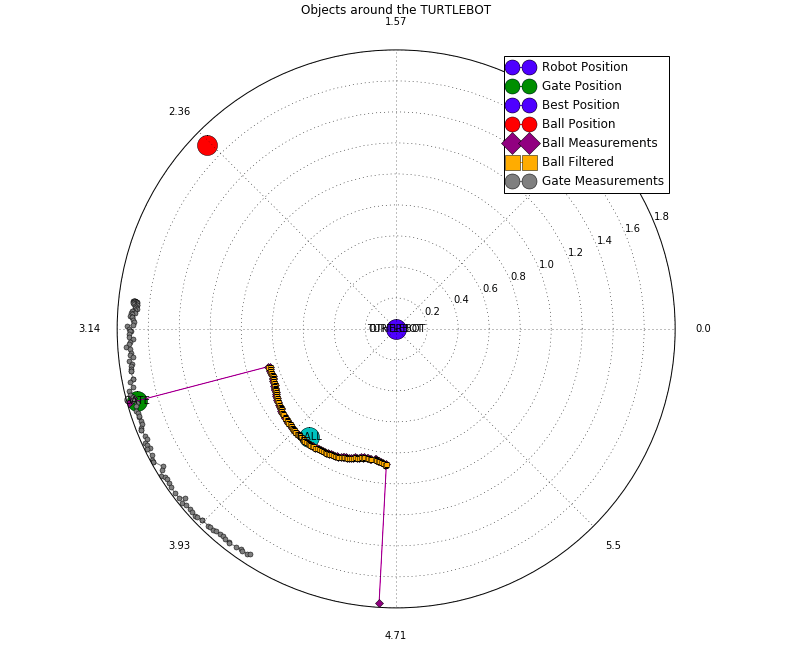 Objects around the TURTLEBOT
1.57
Robot Position
Gate Position
Best Position
Ball Position
Ball Measurements
Ball Filtered
Gate Measurements
2.36
1.8
1.6
1.4
1.2
1.0
0.8
0.6
0.4
0.2
3.14
0.0
3.93
5.5
4.71